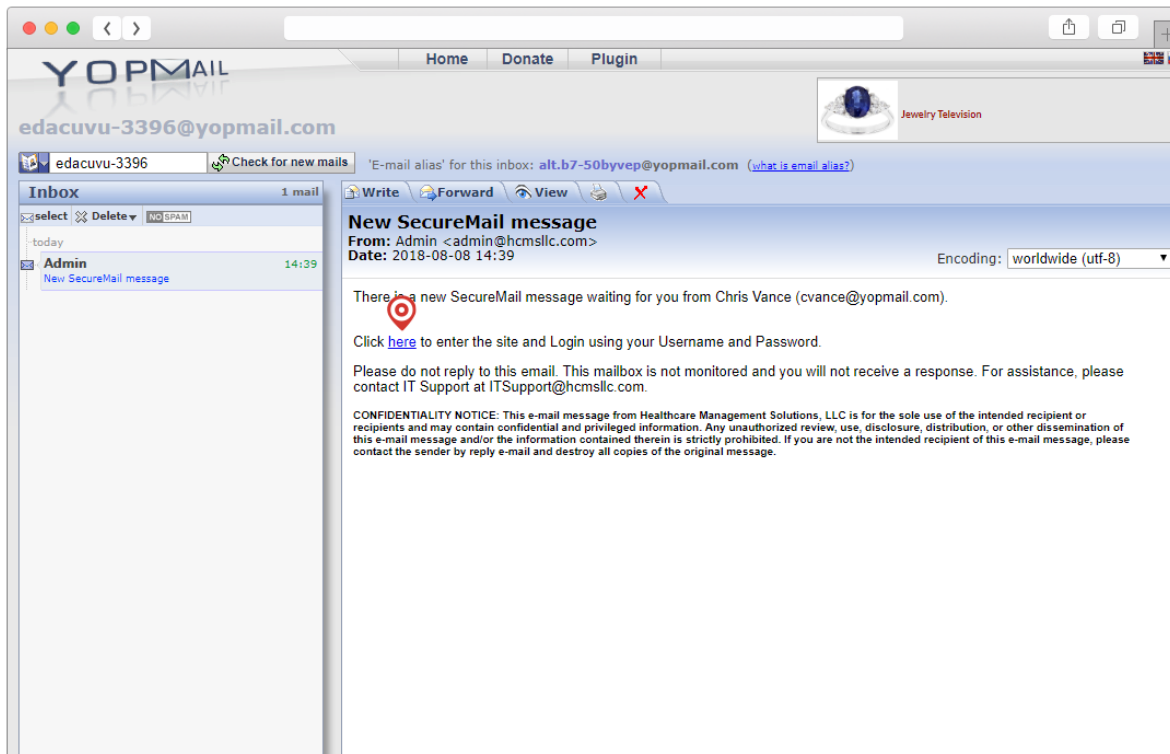 Home Donate Plugin
YOPMAIL
edacuvu-3396@yopmail.com
Jewelry Television
edacuvu-3396 Check for new mails 'E-mail alias' for this inbox: alt.b7-50byvep@yopmail.com (what is email alias?)
Inbox 1 mail
Write Forward View
select Delete NO SPAM
today
Admin 14:39
New SecureMail message
New SecureMail message
From: Admin <admin@hcmsllc.com>
Date: 2018-08-08 14:39
Encoding: worldwide (utf-8)
There is a new SecureMail message waiting for you from Chris Vance (cvance@yopmail.com).
Click here to enter the site and Login using your Username and Password.
Please do not reply to this email. This mailbox is not monitored and you will not receive a response. For assistance, please
contact IT Support at ITSupport@hcmsllc.com.
CONFIDENTIALITY NOTICE: This e-mail message from Healthcare Management Solutions, LLC is for the sole use of the intended recipient or
recipients and may contain confidential and privileged information. Any unauthorized review, use, disclosure, distribution, or other dissemination of
this e-mail message and/or the information contained therein is strictly prohibited. If you are not the intended recipient of this e-mail message, please
contact the sender by reply e-mail and destroy all copies of the original message.